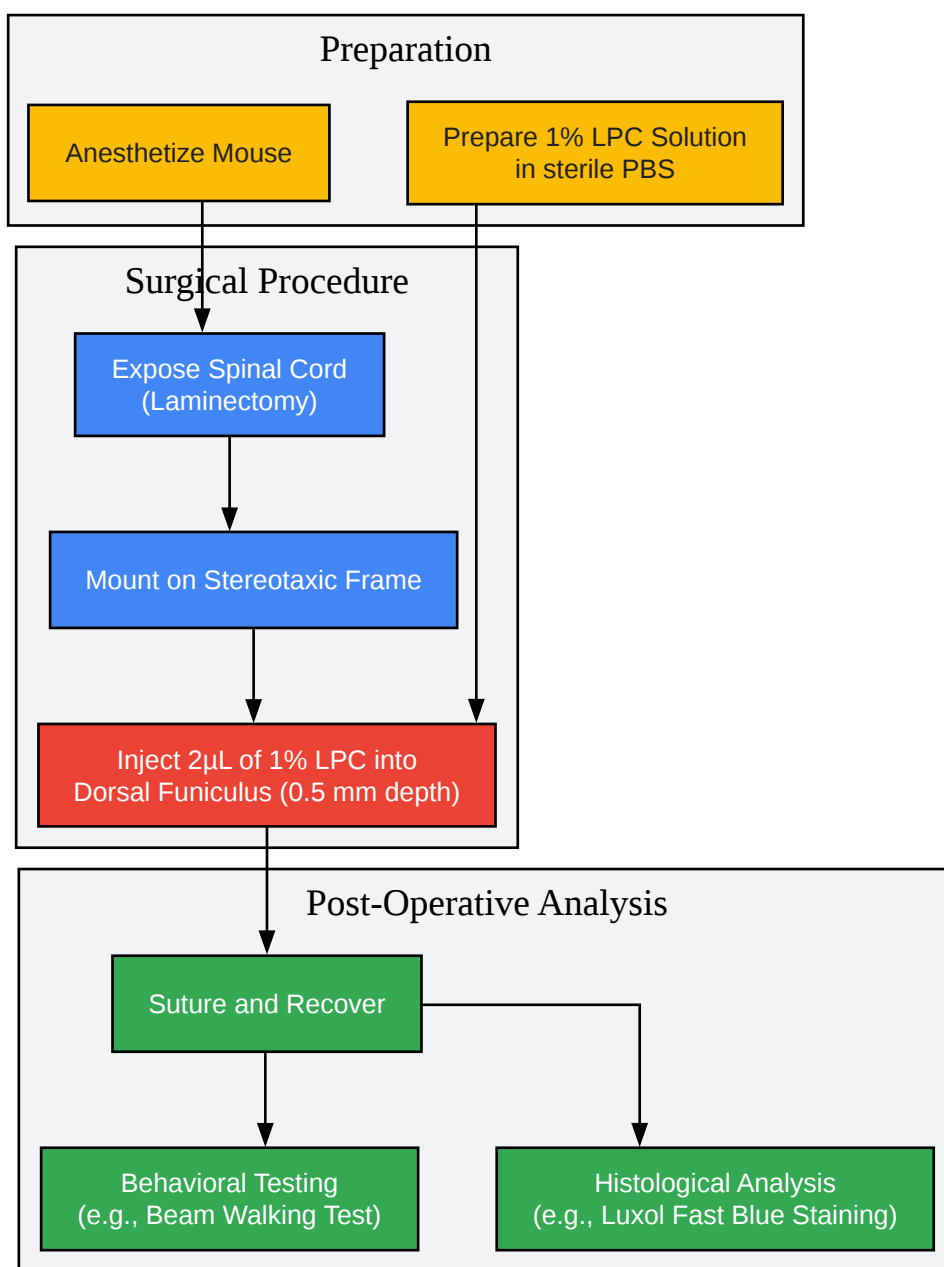 Preparation
Anesthetize Mouse
Prepare 1% LPC Solution
in sterile PBS
Surgical Procedure
Expose Spinal Cord
(Laminectomy)
Mount on Stereotaxic Frame
Inject 2µL of 1% LPC into
Dorsal Funiculus (0.5 mm depth)
Post-Operative Analysis
Suture and Recover
Behavioral Testing
(e.g., Beam Walking Test)
Histological Analysis
(e.g., Luxol Fast Blue Staining)